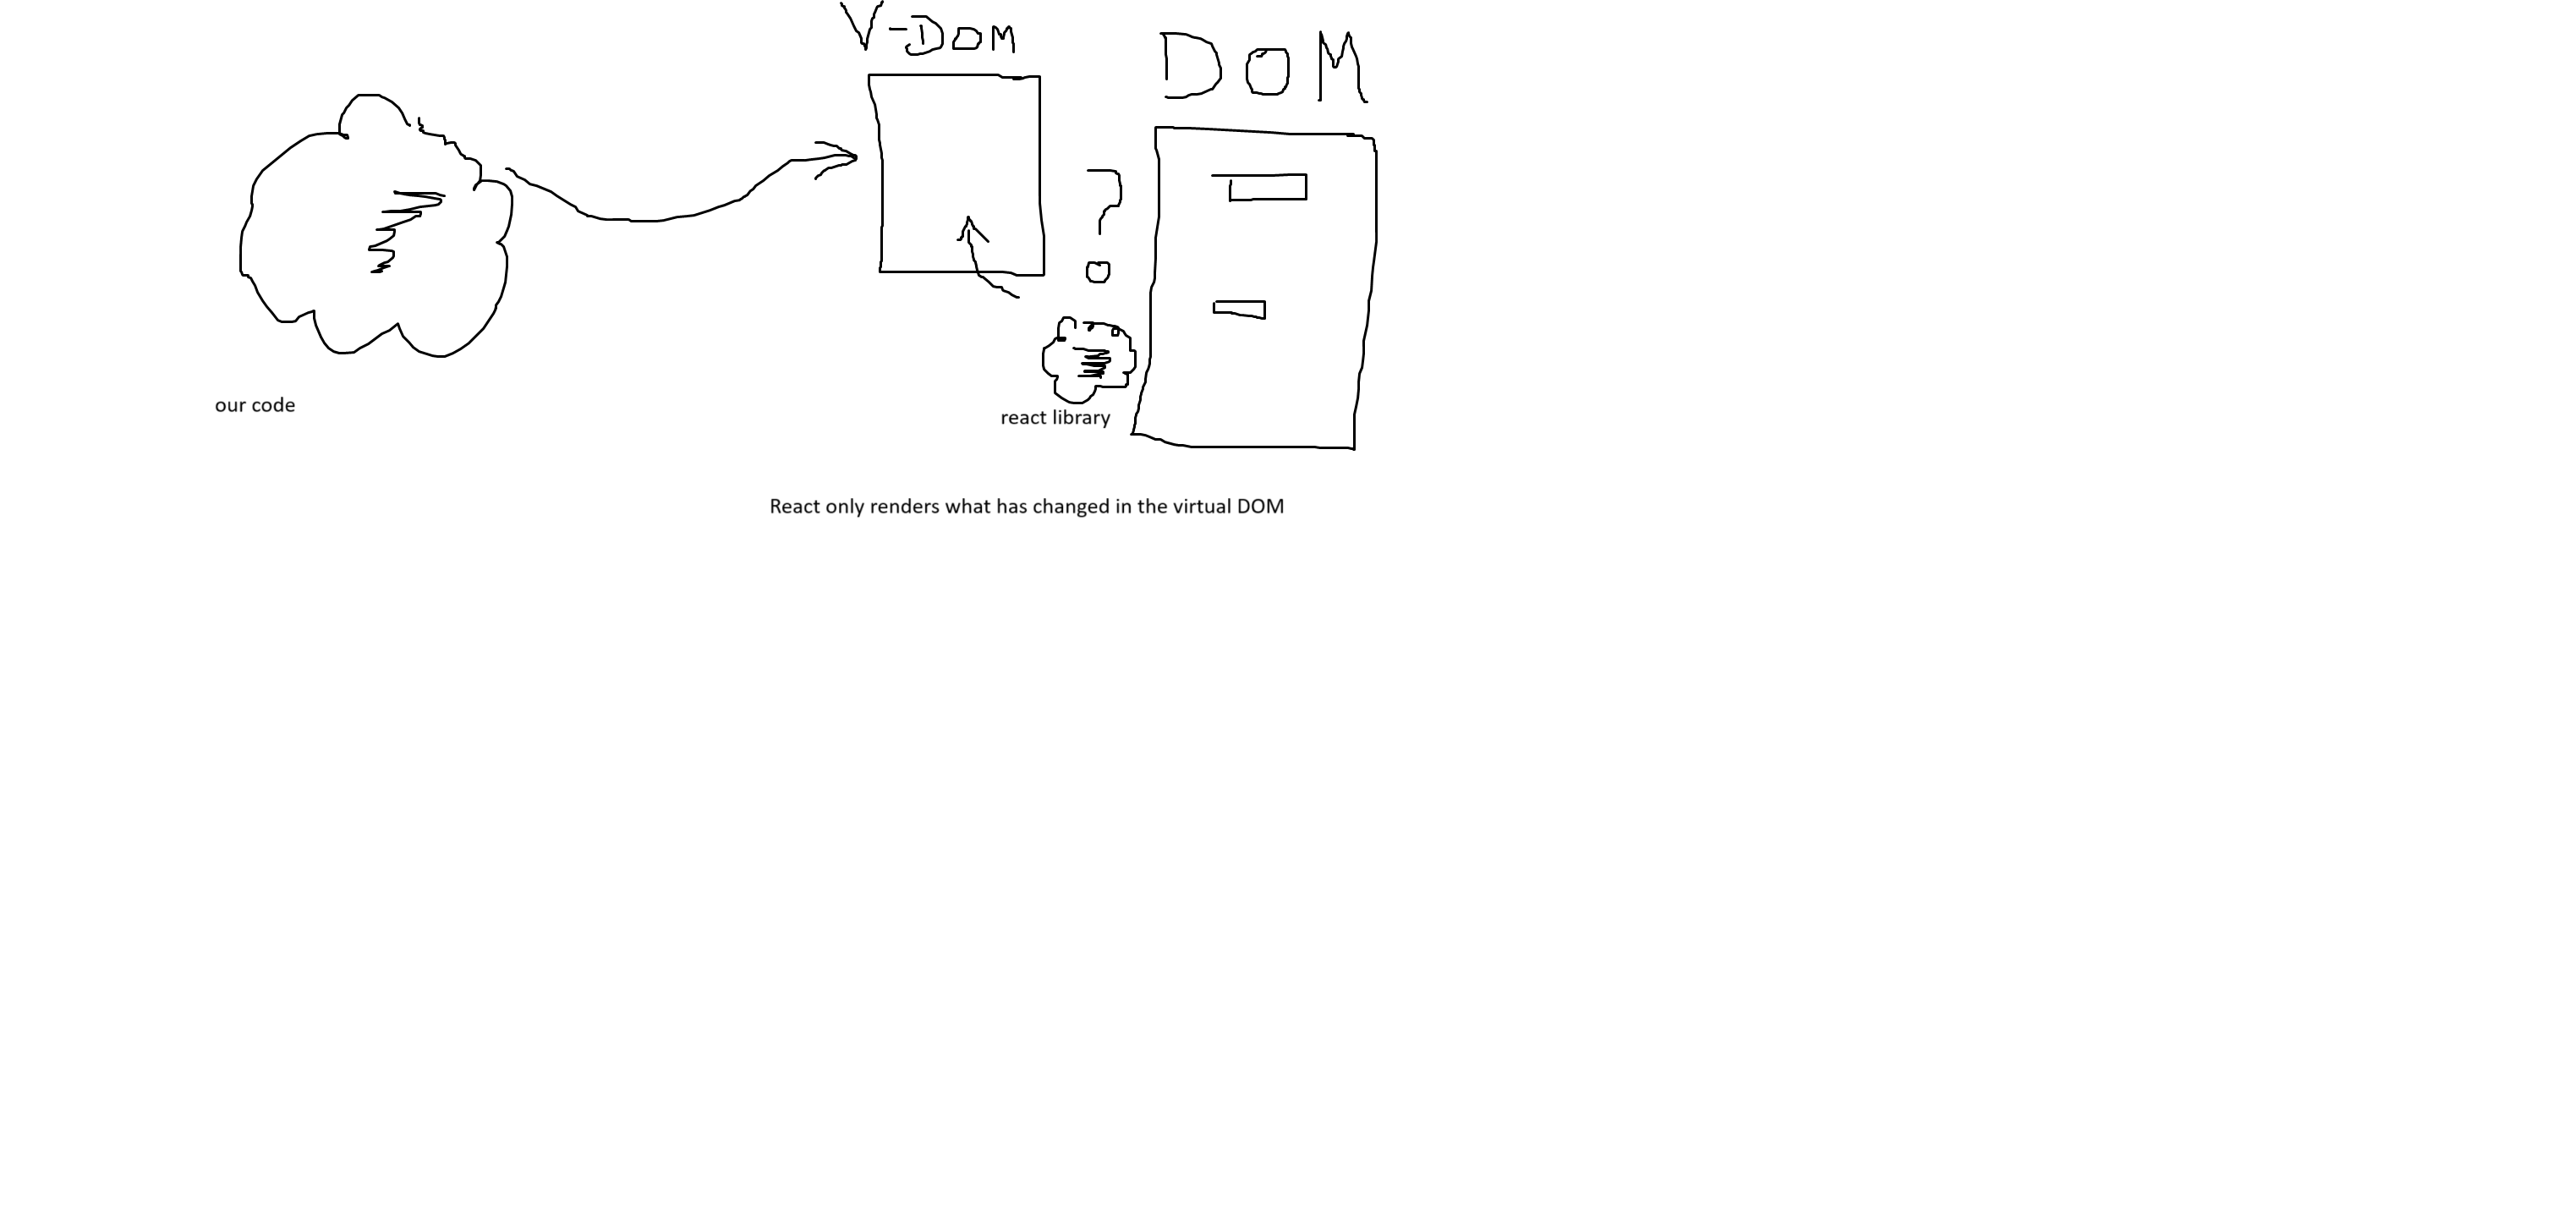 V-DOM
DOM
?
our code
react library
React only renders what has changed in the virtual DOM